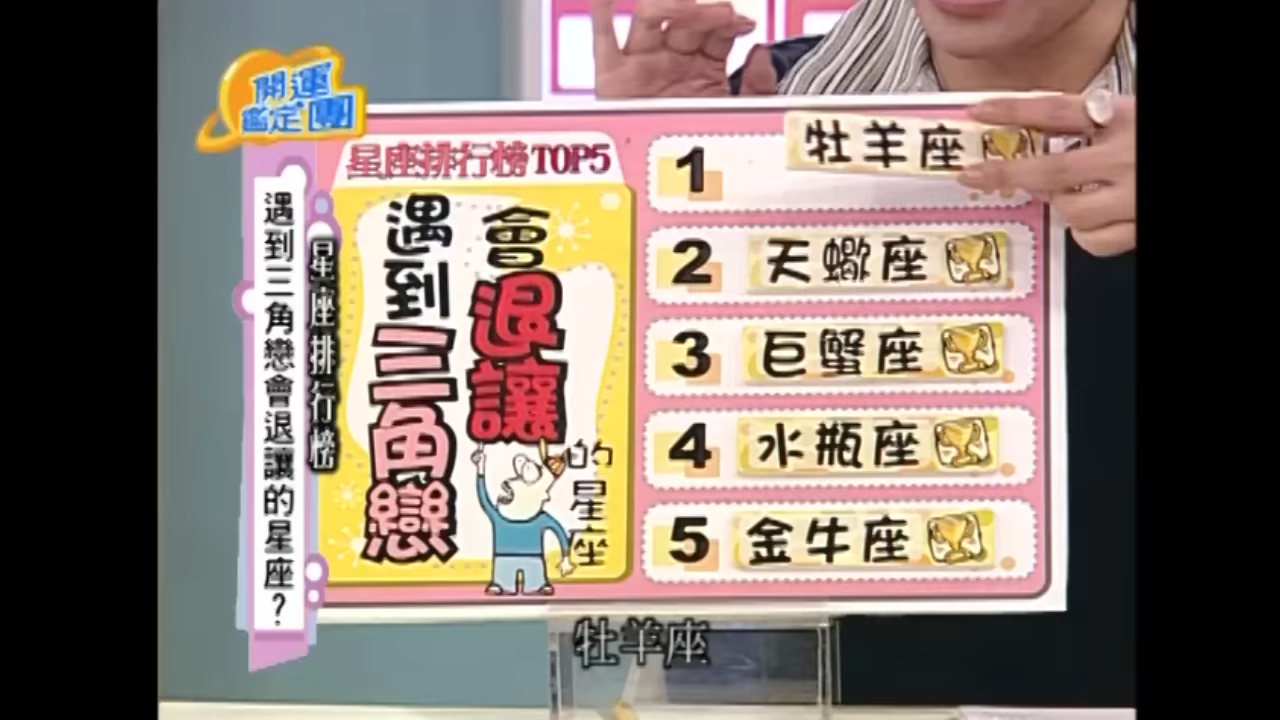 開運
鑑定團
星座排行榜
遇到三角戀會退讓的星座?
星座排行榜TOP5
遇到三角戀
會退讓
的星座
1 牡羊座
2 天蠍座
3 巨蟹座
4 水瓶座
5 金牛座
牡羊座